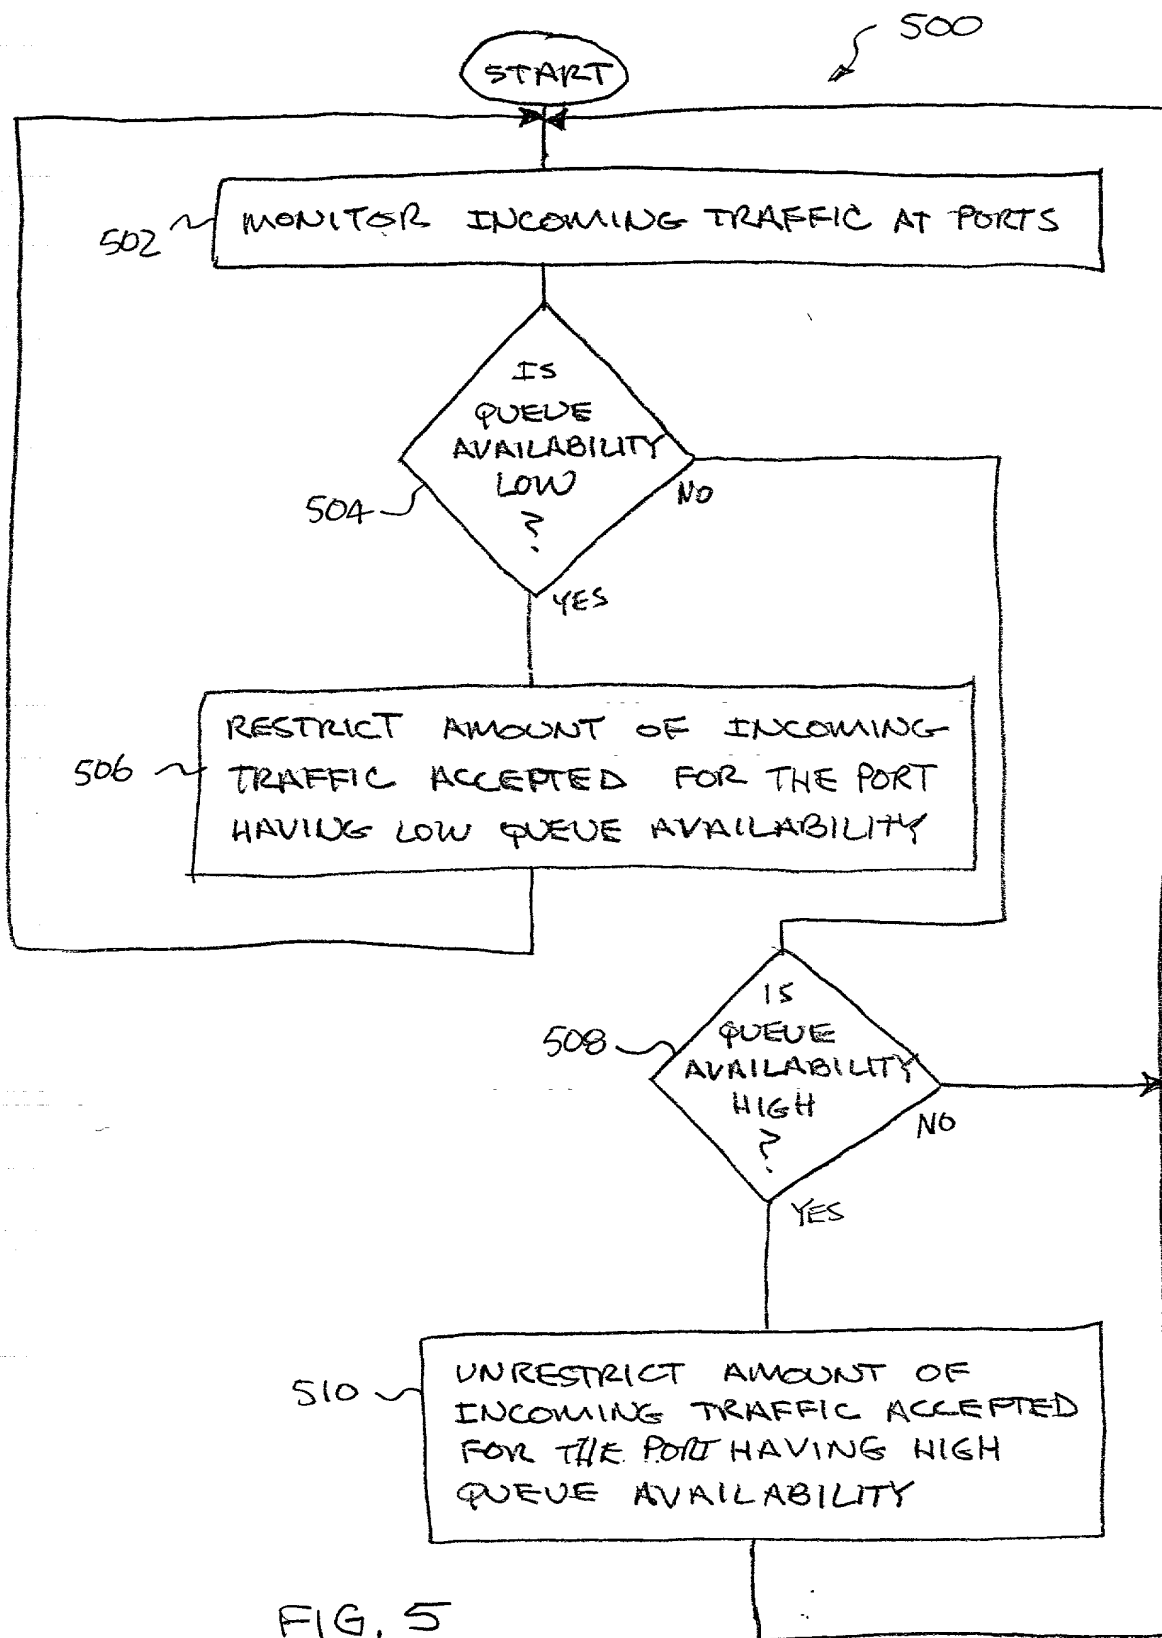 500
START
502
MONITOR INCOMING TRAFFIC AT PORTS
IS
QUEUE
AVAILABILITY
LOW
?
504
NO
YES
506
RESTRICT AMOUNT OF INCOMING
TRAFFIC ACCEPTED FOR THE PORT
HAVING LOW QUEUE AVAILABILITY
IS
QUEUE
AVAILABILITY
HIGH
?
508
NO
YES
510
UNRESTRICT AMOUNT OF
INCOMING TRAFFIC ACCEPTED
FOR THE PORT HAVING HIGH
QUEUE AVAILABILITY
FIG. 5